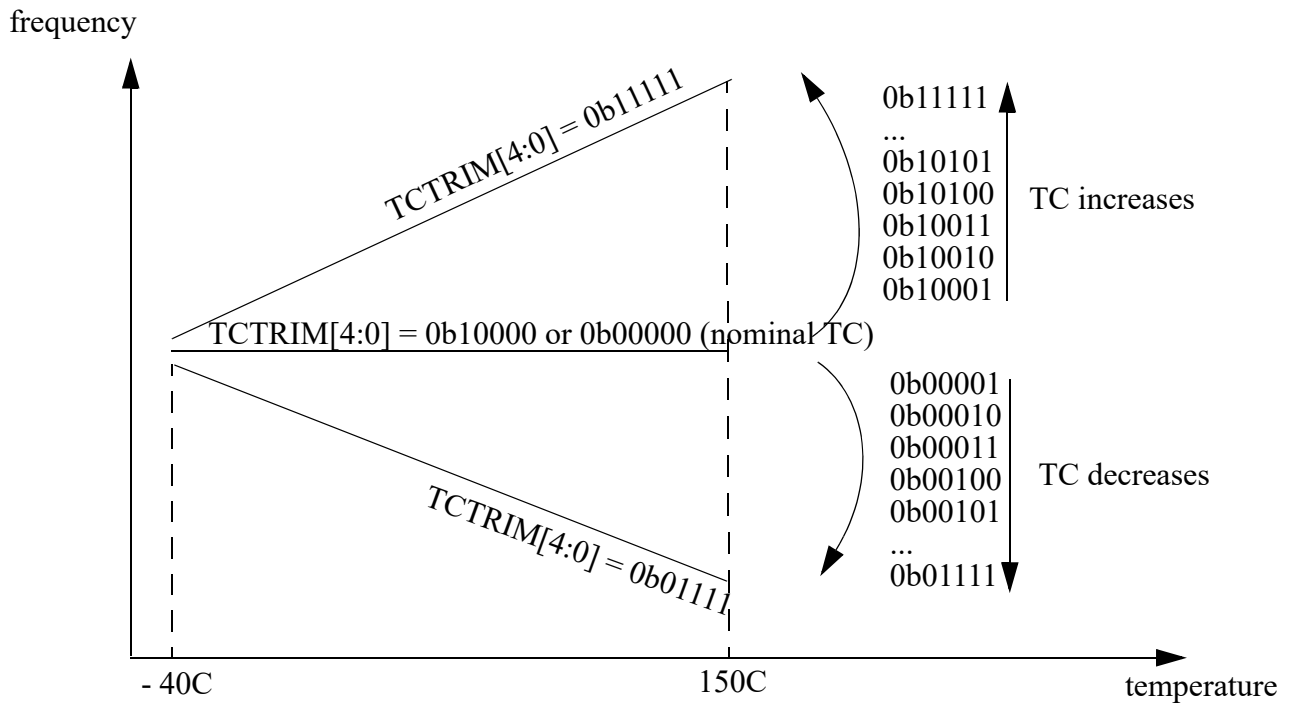 frequency
TCTRIM[4:0] = 0b11111
0b11111
...
0b10101
0b10100
0b10011
0b10010
0b10001
TC increases
TCTRIM[4:0] = 0b10000 or 0b00000 (nominal TC)
0b00001
0b00010
0b00011
0b00100
0b00101
...
0b01111
TC decreases
TCTRIM[4:0] = 0b01111
- 40C
150C
temperature